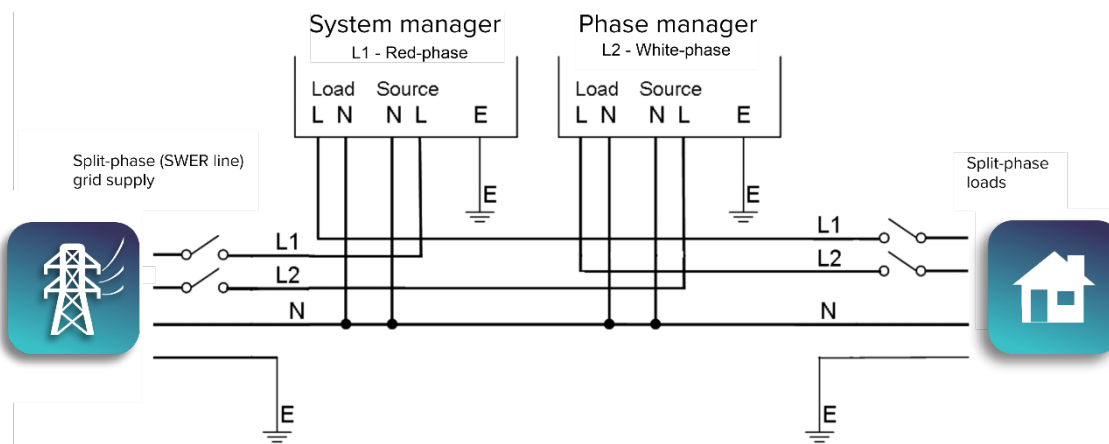 System manager
L1 - Red-phase
Load Source
L N N L E
E
Phase manager
L2 - White-phase
Load Source
L N N L E
E
Split-phase (SWER line)
grid supply
Split-phase
loads
L1
L2
N
E
L1
L2
N
E